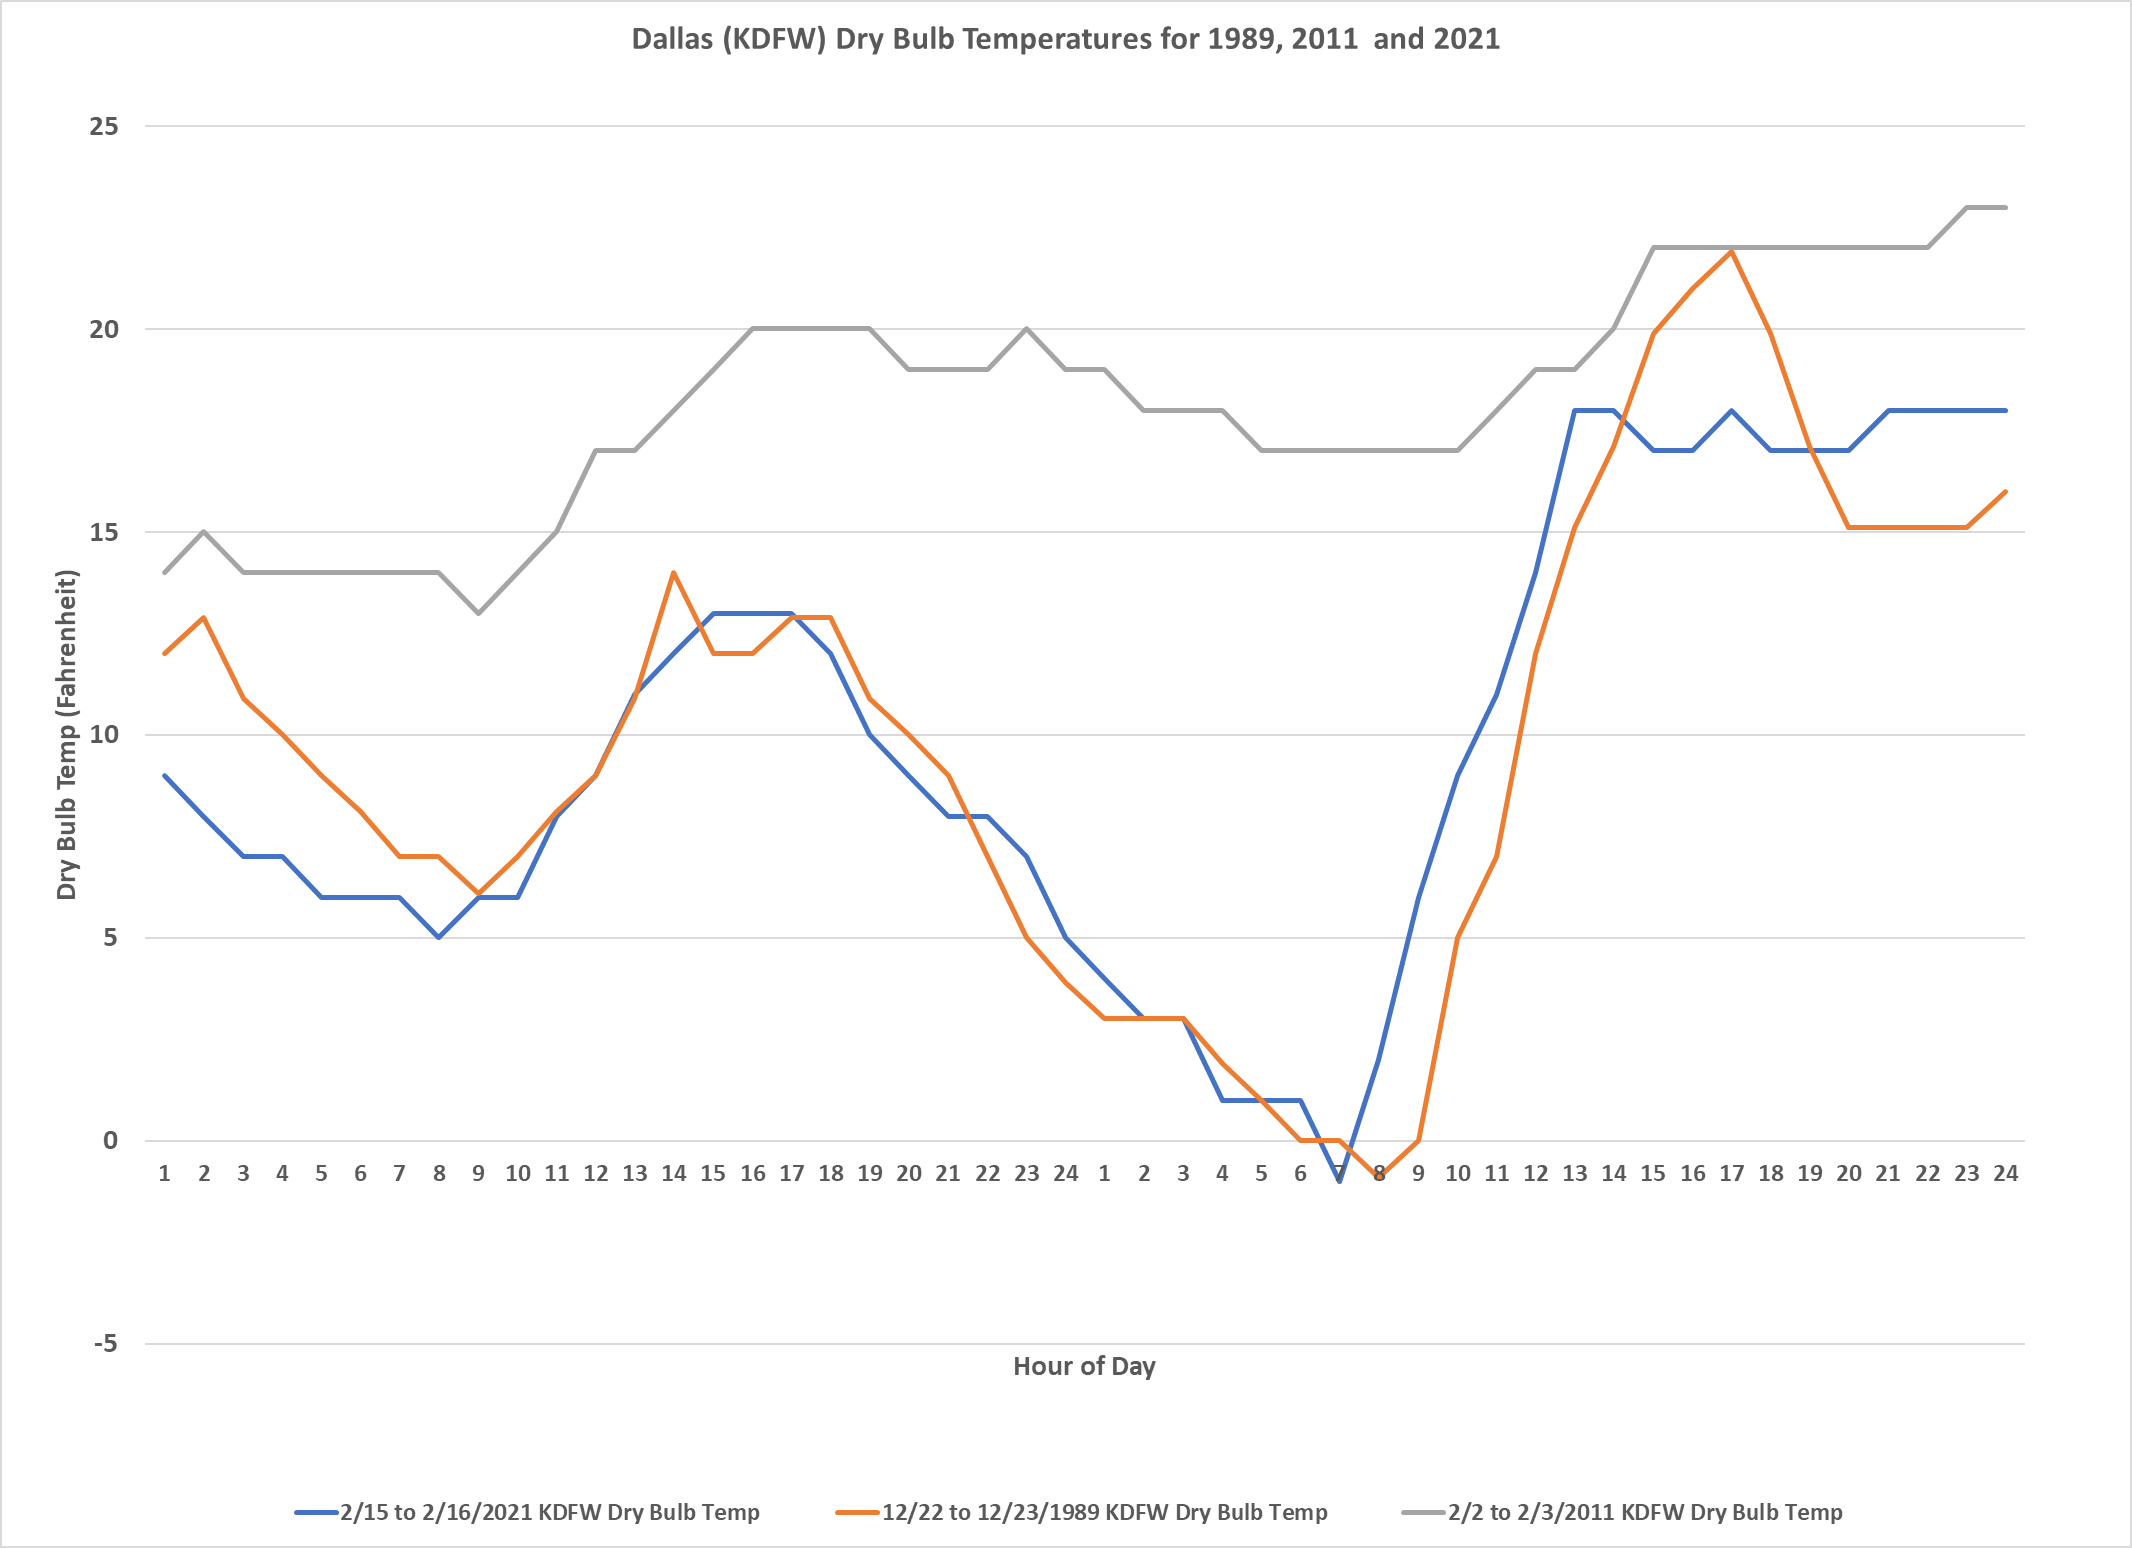 Dallas (KDFW) Dry Bulb Temperatures for 1989, 2011 and 2021
25
20
15
10
5
0
-5
Dry Bulb Temp (Fahrenheit)
1 2 3 4 5 6 7 8 9 10 11 12 13 14 15 16 17 18 19 20 21 22 23 24 1 2 3 4 5 6 7 8 9 10 11 12 13 14 15 16 17 18 19 20 21 22 23 24
Hour of Day
2/15 to 2/16/2021 KDFW Dry Bulb Temp 12/22 to 12/23/1989 KDFW Dry Bulb Temp 2/2 to 2/3/2011 KDFW Dry Bulb Temp